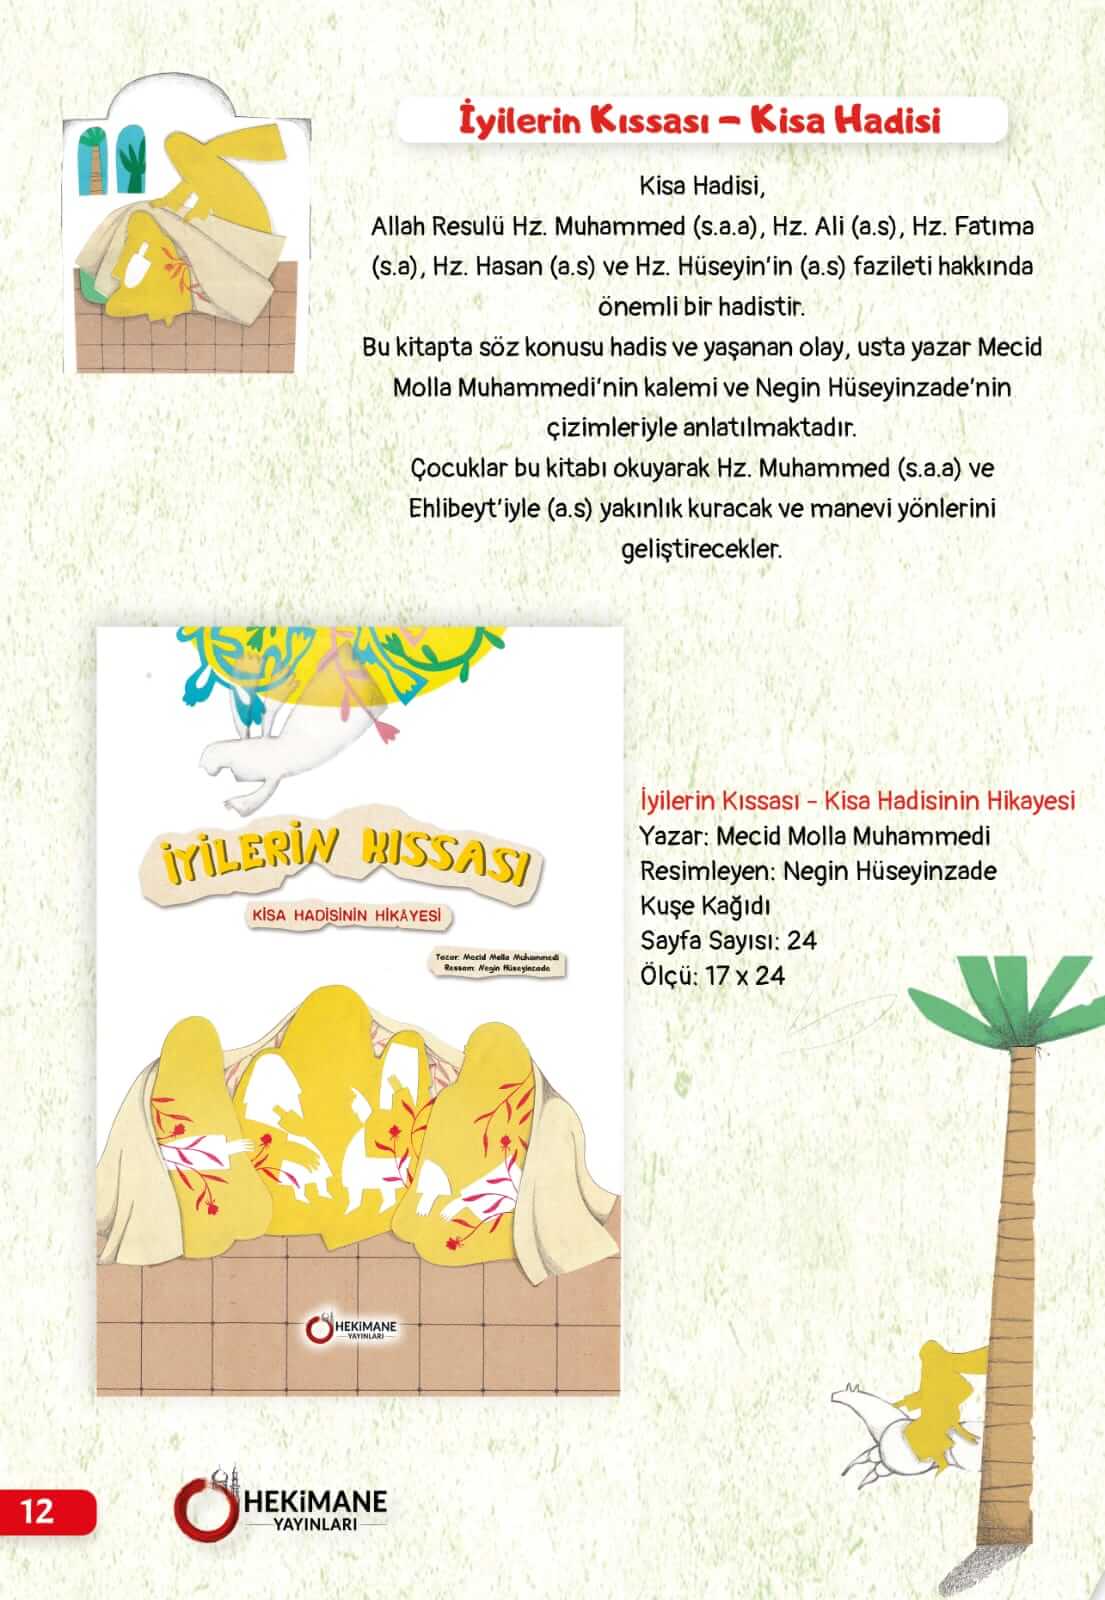 İyilerin Kıssası – Kisa Hadisi
Kisa Hadisi,
Allah Resulü Hz. Muhammed (s.a.a), Hz. Ali (a.s), Hz. Fatıma
(s.a), Hz. Hasan (a.s) ve Hz. Hüseyin'in (a.s) fazileti hakkında
önemli bir hadistir.
Bu kitapta söz konusu hadis ve yaşanan olay, usta yazar Mecid
Molla Muhammedi'nin kalemi ve Negin Hüseyinzade'nin
çizimleriyle anlatılmaktadır.
Çocuklar bu kitabı okuyarak Hz. Muhammed (s.a.a) ve
Ehlibeyt'iyle (a.s) yakınlık kuracak ve manevi yönlerini
geliştirecekler.
İYİLERİN KISSASI
KİSA HADİSİNİN HİKÂYESİ
Yazar: Mecid Molla Muhammedi
Ressam: Negin Hüseyinzade
HEKiMANE
YAYINLARI
İyilerin Kıssası - Kisa Hadisinin Hikayesi
Yazar: Mecid Molla Muhammedi
Resimleyen: Negin Hüseyinzade
Kuşe Kağıdı
Sayfa Sayısı: 24
Ölçü: 17 x 24
12
HEKiMANE
YAYINLARI